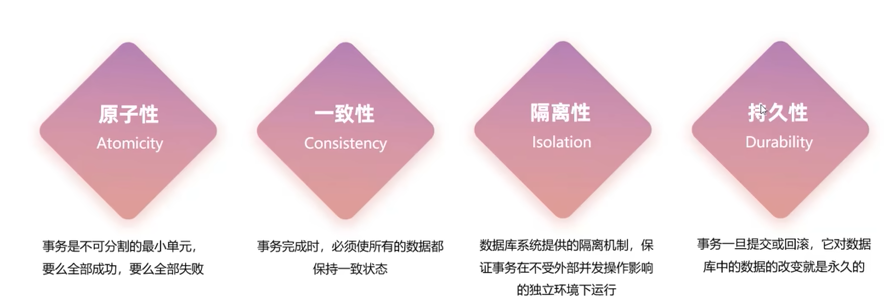 原子性
Atomicity
事务是不可分割的最小单元，
要么全部成功，要么全部失败
一致性
Consistency
事务完成时，必须使所有的数据都
保持一致状态
隔离性
Isolation
数据库系统提供的隔离机制，保
证事务在不受外部并发操作影响
的独立环境下运行
持久性
Durability
事务一旦提交或回滚，它对数据
库中的数据的改变就是永久的